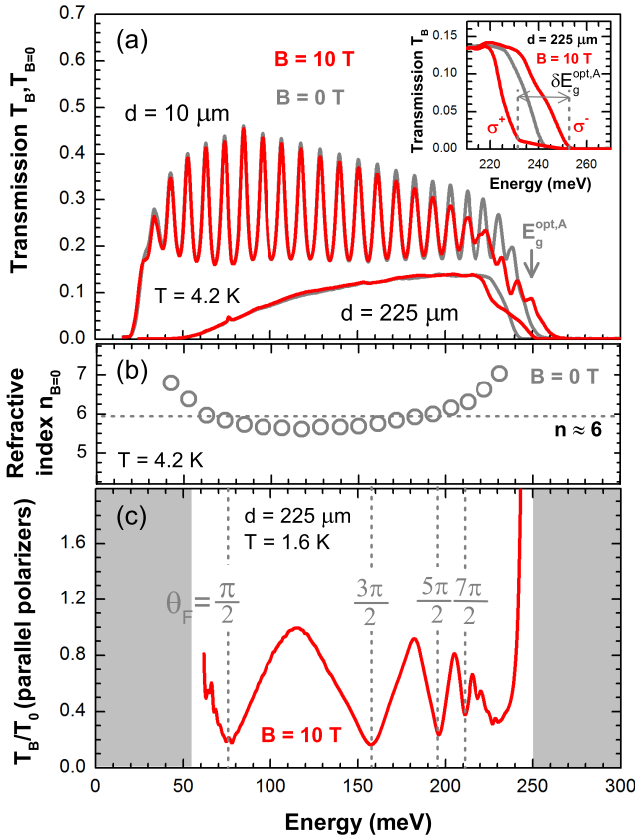 (a)
B = 10 T
B = 0 T
d = 10 μm
T = 4.2 K
d = 225 μm
E_g^opt,A
Transmission T_B, T_B=0
0.7
0.6
0.5
0.4
0.3
0.2
0.1
0.0
d = 225 μm
B = 10 T
δE_g^opt,A
σ⁺
σ⁻
Transmission T_B
0.15
0.10
0.05
0.00
220 240 260
Energy (meV)
(b)
B = 0 T
n ≈ 6
T = 4.2 K
Refractive
index n_B=0
7
6
5
(c)
d = 225 μm
T = 1.6 K
θ_F = π/2 3π/2 5π/2 7π/2
B = 10 T
T_B/T_0 (parallel polarizers)
1.6
1.2
0.8
0.4
0.0
0 50 100 150 200 250 300
Energy (meV)